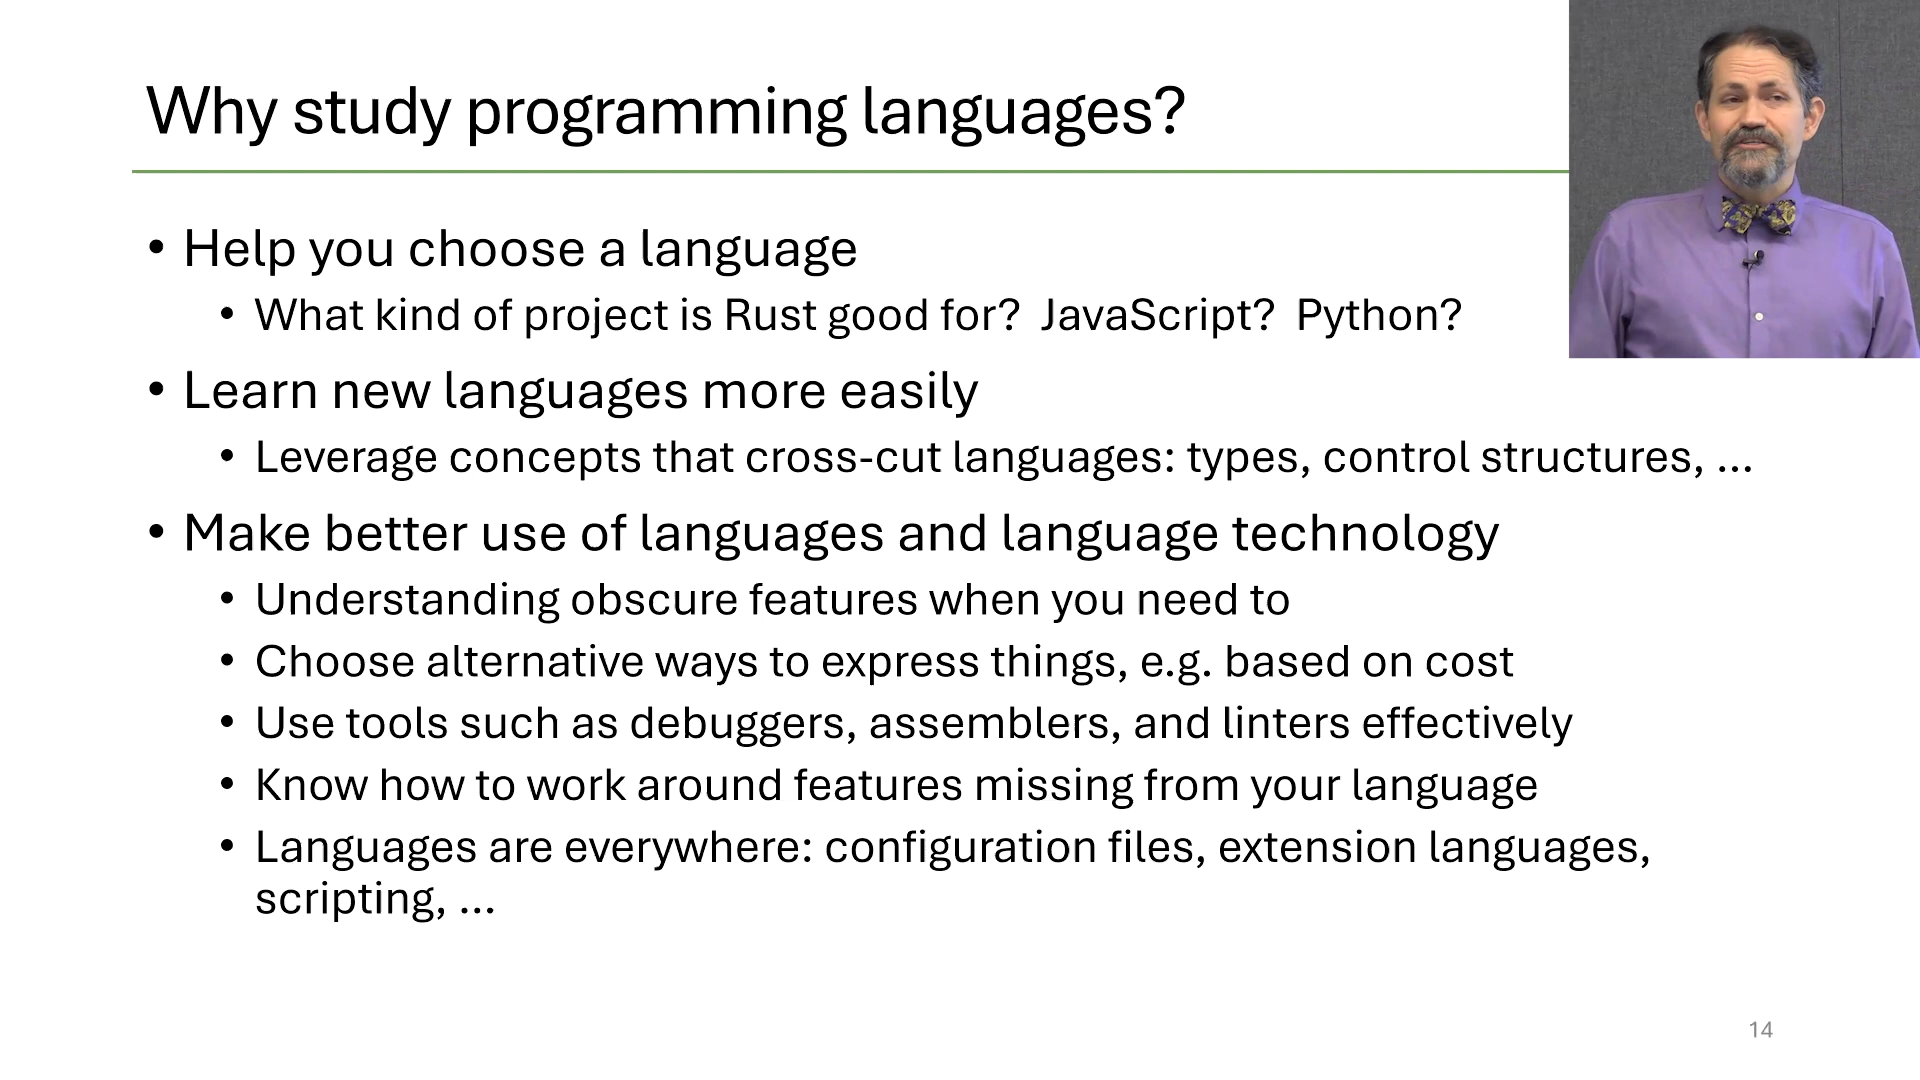 Why study programming languages?
• Help you choose a language
• What kind of project is Rust good for?  JavaScript?  Python?
• Learn new languages more easily
• Leverage concepts that cross-cut languages: types, control structures, ...
• Make better use of languages and language technology
• Understanding obscure features when you need to
• Choose alternative ways to express things, e.g. based on cost
• Use tools such as debuggers, assemblers, and linters effectively
• Know how to work around features missing from your language
• Languages are everywhere: configuration files, extension languages,
scripting, ...
14